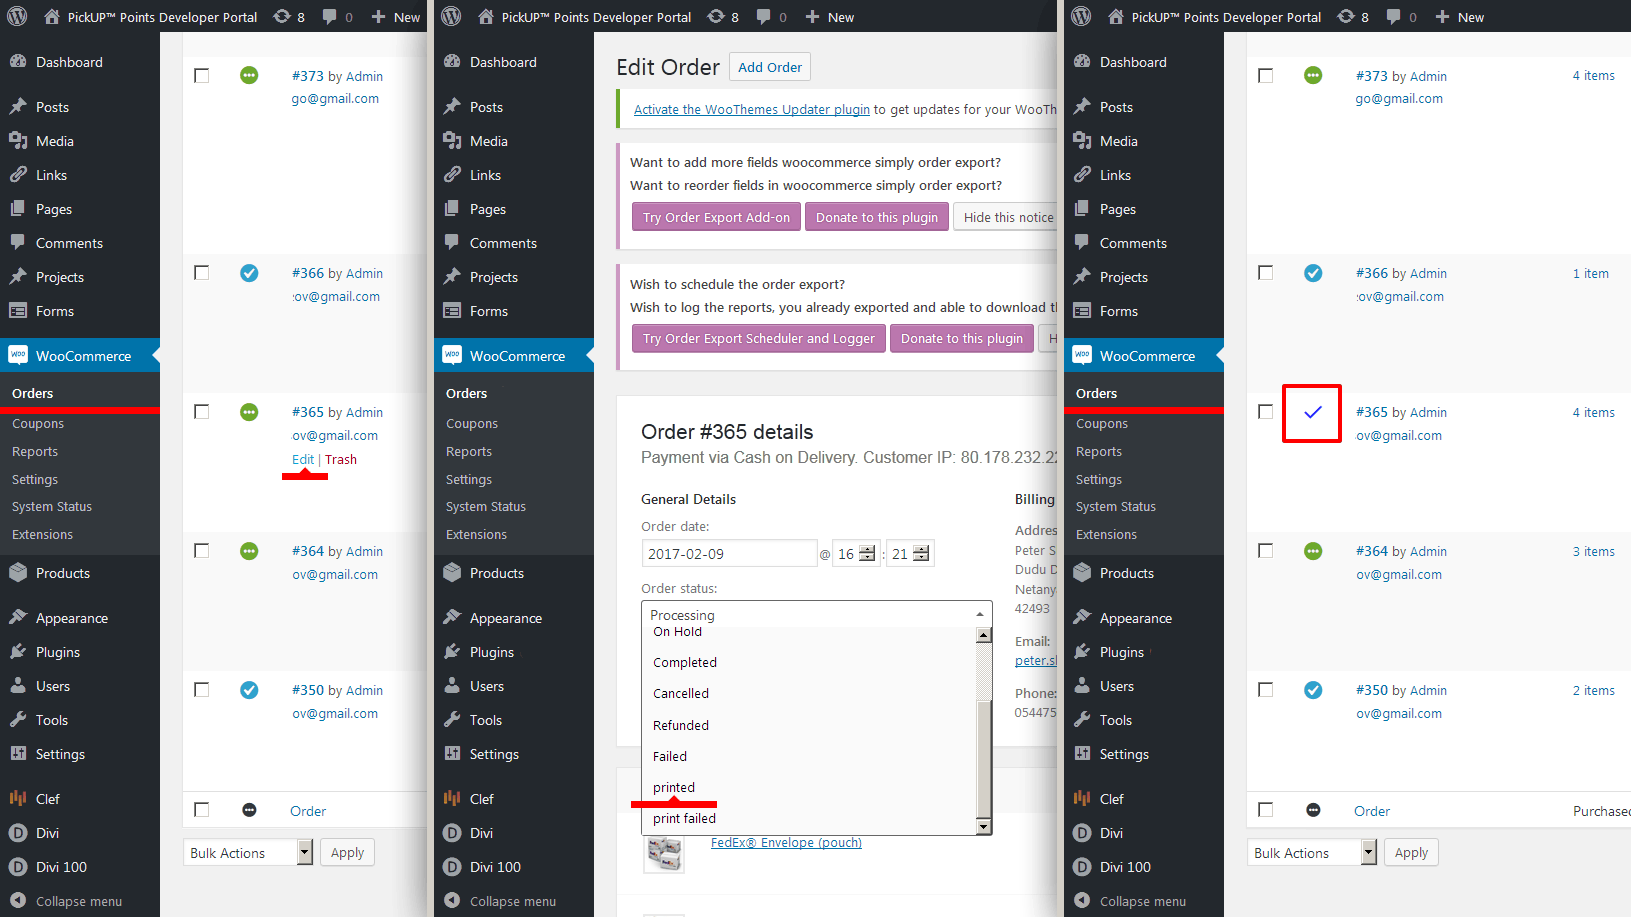 PickUP™ Points Developer Portal 8 0 New
Dashboard
Posts
Media
Links
Pages
Comments
Projects
Forms
WooCommerce
Orders
Coupons
Reports
Settings
System Status
Extensions
Products
Appearance
Plugins
Users
Tools
Settings
Clef
Divi
Divi 100
Collapse menu
#373 by Admin
go@gmail.com
#366 by Admin
ov@gmail.com
#365 by Admin
ov@gmail.com
Edit | Trash
#364 by Admin
ov@gmail.com
#350 by Admin
ov@gmail.com
Order
Bulk Actions Apply
PickUP™ Points Developer Portal 8 0 New
Dashboard
Posts
Media
Links
Pages
Comments
Projects
Forms
WooCommerce
Orders
Coupons
Reports
Settings
System Status
Extensions
Products
Appearance
Plugins
Users
Tools
Settings
Clef
Divi
Divi 100
Collapse menu
Edit Order Add Order
Activate the WooThemes Updater plugin to get updates for your WooTh
Want to add more fields woocommerce simply order export?
Want to reorder fields in woocommerce simply order export?
Try Order Export Add-on Donate to this plugin Hide this notice
Wish to schedule the order export?
Wish to log the reports, you already exported and able to download t
Try Order Export Scheduler and Logger Donate to this plugin H
Order #365 details
Payment via Cash on Delivery. Customer IP: 80.178.232.22
General Details
Order date:
2017-02-09 @ 16 : 21
Order status:
Processing
On Hold
Completed
Cancelled
Refunded
Failed
printed
print failed
FedEx® Envelope (pouch)
Billing
Addres
Peter S
Dudu D
Netany
42493
Email:
peter.s
Phone:
054475
PickUP™ Points Developer Portal 8 0 New
Dashboard
Posts
Media
Links
Pages
Comments
Projects
Forms
WooCommerce
Orders
Coupons
Reports
Settings
System Status
Extensions
Products
Appearance
Plugins
Users
Tools
Settings
Clef
Divi
Divi 100
Collapse menu
#373 by Admin 4 items
go@gmail.com
#366 by Admin 1 item
ov@gmail.com
#365 by Admin 4 items
ov@gmail.com
#364 by Admin 3 items
ov@gmail.com
#350 by Admin 2 items
ov@gmail.com
Order Purchased
Bulk Actions Apply